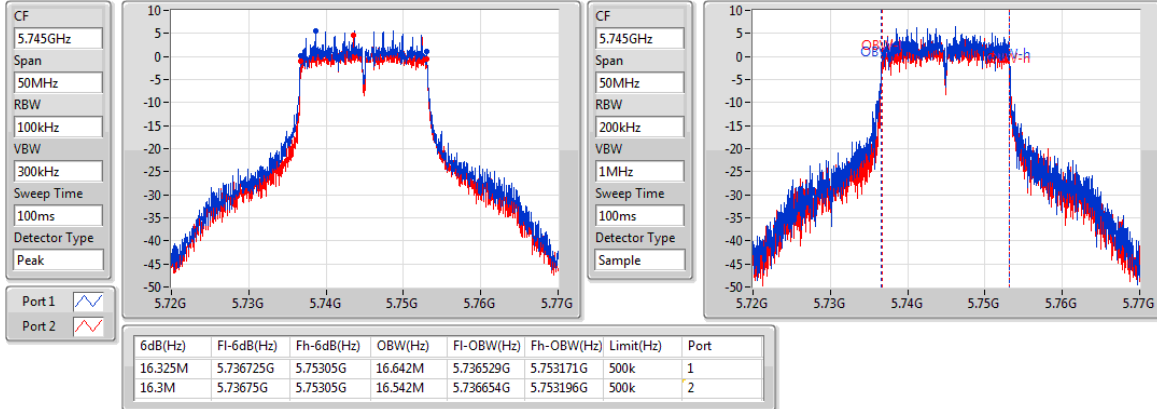 CF
5.745GHz
Span
50MHz
RBW
100kHz
VBW
300kHz
Sweep Time
100ms
Detector Type
Peak
10
5
0
-5
-10
-15
-20
-25
-30
-35
-40
-45
-50
5.72G 5.73G 5.74G 5.75G 5.76G 5.77G
CF
5.745GHz
Span
50MHz
RBW
200kHz
VBW
1MHz
Sweep Time
100ms
Detector Type
Sample
10
5
0
-5
-10
-15
-20
-25
-30
-35
-40
-45
-50
5.72G 5.73G 5.74G 5.75G 5.76G 5.77G
Port 1
Port 2
6dB(Hz) Fl-6dB(Hz) Fh-6dB(Hz) OBW(Hz) Fl-OBW(Hz) Fh-OBW(Hz) Limit(Hz) Port
16.325M 5.736725G 5.75305G 16.642M 5.736529G 5.753171G 500k 1
16.3M 5.73675G 5.75305G 16.542M 5.736654G 5.753196G 500k 2